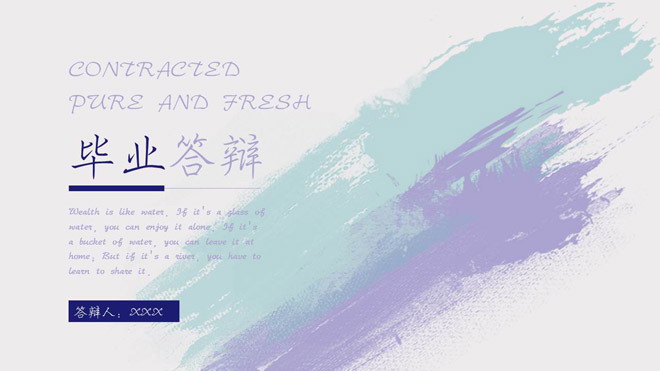 CONTRACTED
PURE AND FRESH
毕业答辩
Wealth is like water. If it's a glass of
water, you can enjoy it alone. If it's
a bucket of water, you can leave it at
home; But if it's a river, you have to
learn to share it.
答辩人：XXX